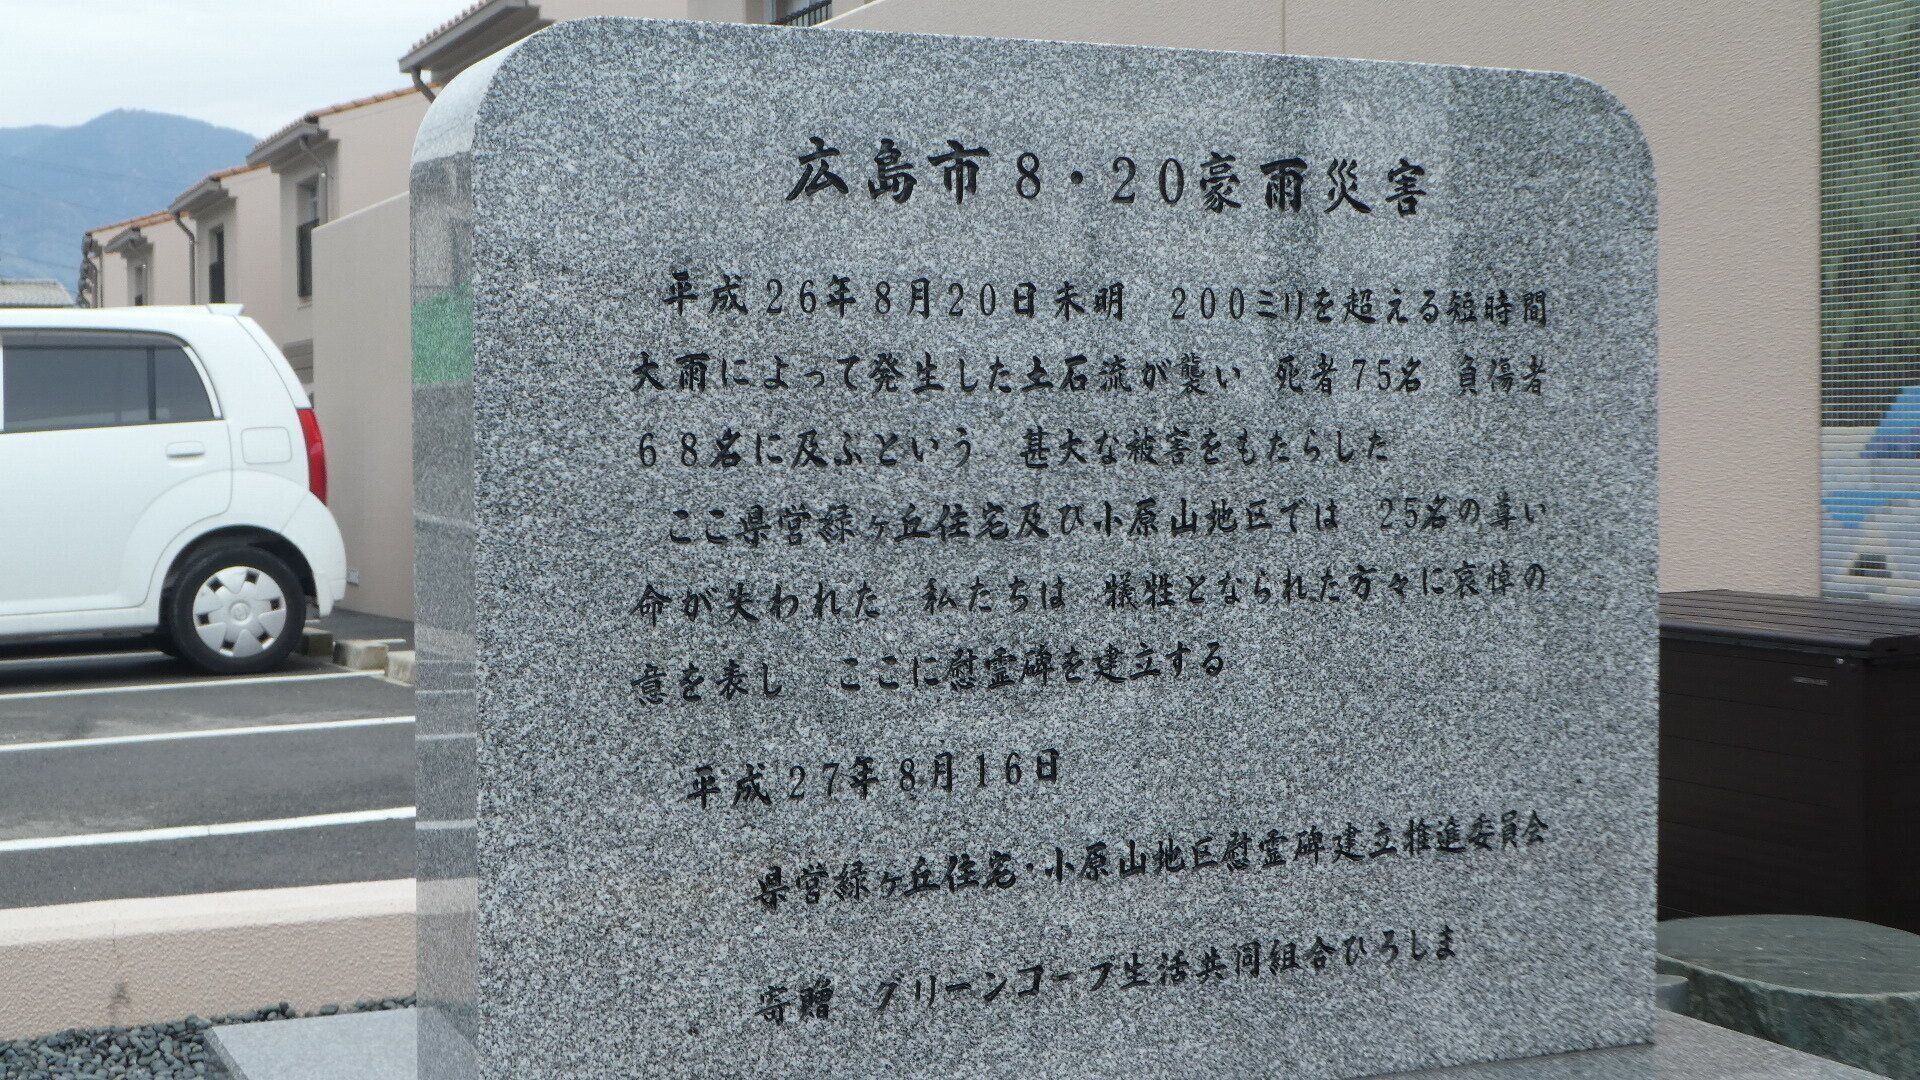 広島市8・20豪雨災害
平成26年8月20日未明　200ミリを超える短時間
大雨によって発生した土石流が襲い　死者75名　負傷者
68名に及ぶという　甚大な被害をもたらした
ここ県営緑ヶ丘住宅及び小原山地区では　25名の尊い
命が失われた　私たちは　犠牲となられた方々に哀悼の
意を表し　ここに慰霊碑を建立する
平成27年8月16日
県営緑ヶ丘住宅・小原山地区慰霊碑建立推進委員会
寄贈　グリーンコープ生活共同組合ひろしま